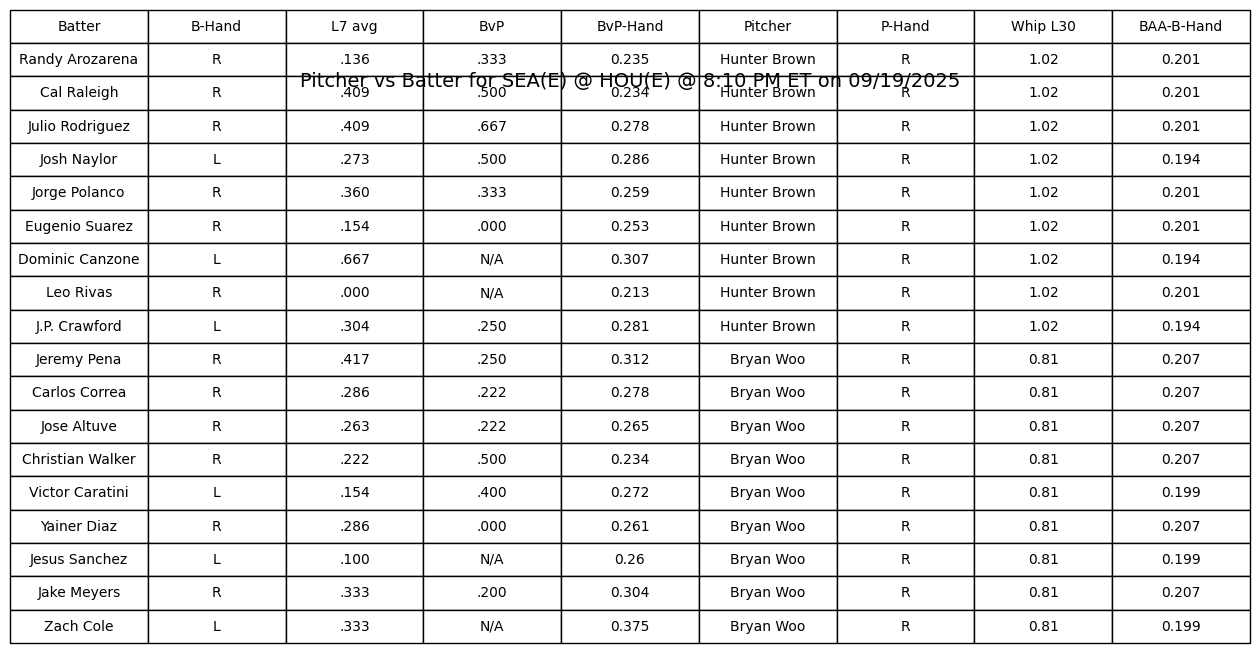 Batter B-Hand L7 avg BvP BvP-Hand Pitcher P-Hand Whip L30 BAA-B-Hand
Randy Arozarena R .136 .333 0.235 Hunter Brown R 1.02 0.201
Pitcher vs Batter for SEA(E) @ HOU(E) @ 8:10 PM ET on 09/19/2025
Cal Raleigh R .409 .500 0.234 Hunter Brown R 1.02 0.201
Julio Rodriguez R .409 .667 0.278 Hunter Brown R 1.02 0.201
Josh Naylor L .273 .500 0.286 Hunter Brown R 1.02 0.194
Jorge Polanco R .360 .333 0.259 Hunter Brown R 1.02 0.201
Eugenio Suarez R .154 .000 0.253 Hunter Brown R 1.02 0.201
Dominic Canzone L .667 N/A 0.307 Hunter Brown R 1.02 0.194
Leo Rivas R .000 N/A 0.213 Hunter Brown R 1.02 0.201
J.P. Crawford L .304 .250 0.281 Hunter Brown R 1.02 0.194
Jeremy Pena R .417 .250 0.312 Bryan Woo R 0.81 0.207
Carlos Correa R .286 .222 0.278 Bryan Woo R 0.81 0.207
Jose Altuve R .263 .222 0.265 Bryan Woo R 0.81 0.207
Christian Walker R .222 .500 0.234 Bryan Woo R 0.81 0.207
Victor Caratini L .154 .400 0.272 Bryan Woo R 0.81 0.199
Yainer Diaz R .286 .000 0.261 Bryan Woo R 0.81 0.207
Jesus Sanchez L .100 N/A 0.26 Bryan Woo R 0.81 0.199
Jake Meyers R .333 .200 0.304 Bryan Woo R 0.81 0.207
Zach Cole L .333 N/A 0.375 Bryan Woo R 0.81 0.199